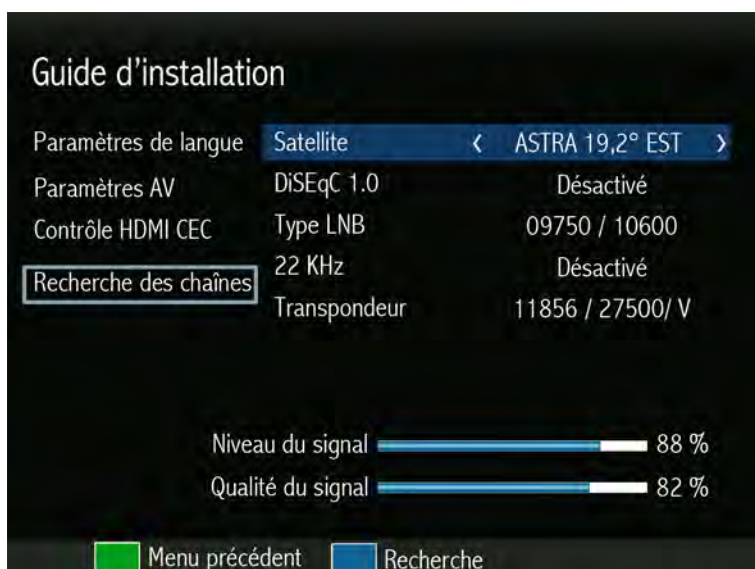 Guide d'installation
Paramètres de langue
Paramètres AV
Contrôle HDMI CEC
Recherche des chaînes
Satellite < ASTRA 19,2° EST >
DiSEqC 1.0 Désactivé
Type LNB 09750 / 10600
22 KHz Désactivé
Transpondeur 11856 / 27500/ V
Niveau du signal 88 %
Qualité du signal 82 %
Menu précédent Recherche